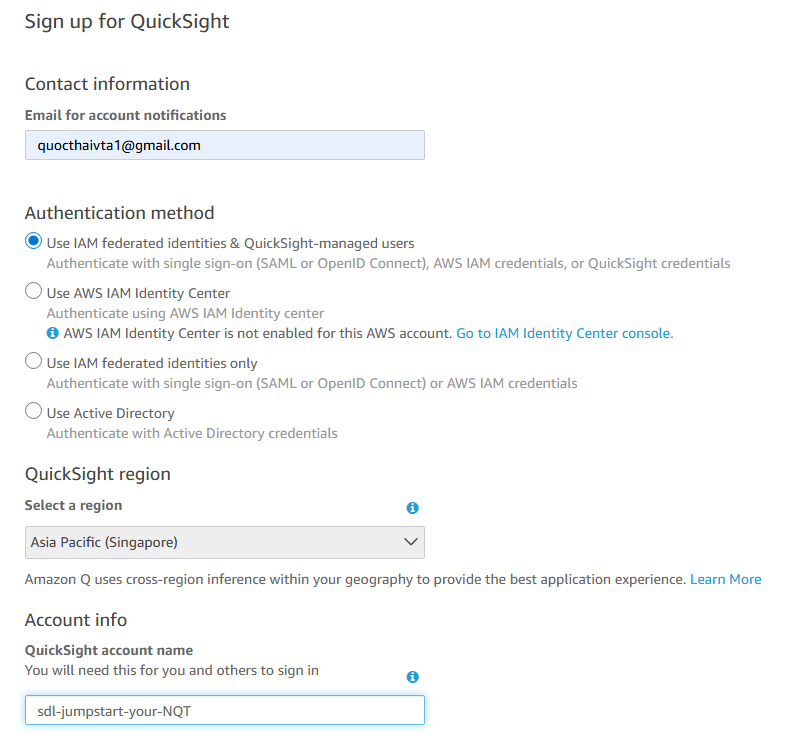 Sign up for QuickSight
Contact information
Email for account notifications
quocthaivta1@gmail.com
Authentication method
Use IAM federated identities & QuickSight-managed users
Authenticate with single sign-on (SAML or OpenID Connect), AWS IAM credentials, or QuickSight credentials
Use AWS IAM Identity Center
Authenticate using AWS IAM Identity center
AWS IAM Identity Center is not enabled for this AWS account. Go to IAM Identity Center console.
Use IAM federated identities only
Authenticate with single sign-on (SAML or OpenID Connect) or AWS IAM credentials
Use Active Directory
Authenticate with Active Directory credentials
QuickSight region
Select a region
Asia Pacific (Singapore)
Amazon Q uses cross-region inference within your geography to provide the best application experience. Learn More
Account info
QuickSight account name
You will need this for you and others to sign in
sdl-jumpstart-your-NQT